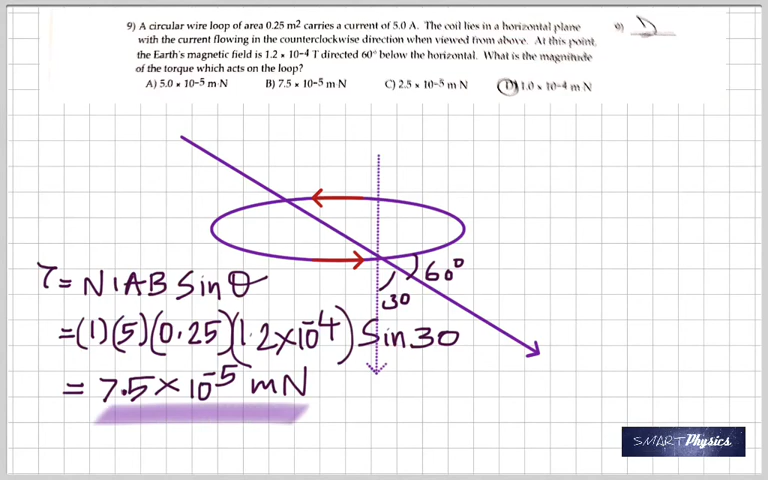 9) A circular wire loop of area 0.25 m² carries a current of 5.0 A. The coil lies in a horizontal plane
with the current flowing in the counterclockwise direction when viewed from above. At this point,
the Earth's magnetic field is 1.2 × 10-4 T directed 60° below the horizontal. What is the magnitude
of the torque which acts on the loop?
A) 5.0 × 10-5 m N B) 7.5 × 10-5 m N C) 2.5 × 10-5 m N D) 1.0 × 10-4 m N
D
60°
30
τ = NIAB Sin θ
= (1)(5)(0.25)(1.2×10⁻⁴) Sin 30
= 7.5 × 10⁻⁵ mN
SMARTPhysics